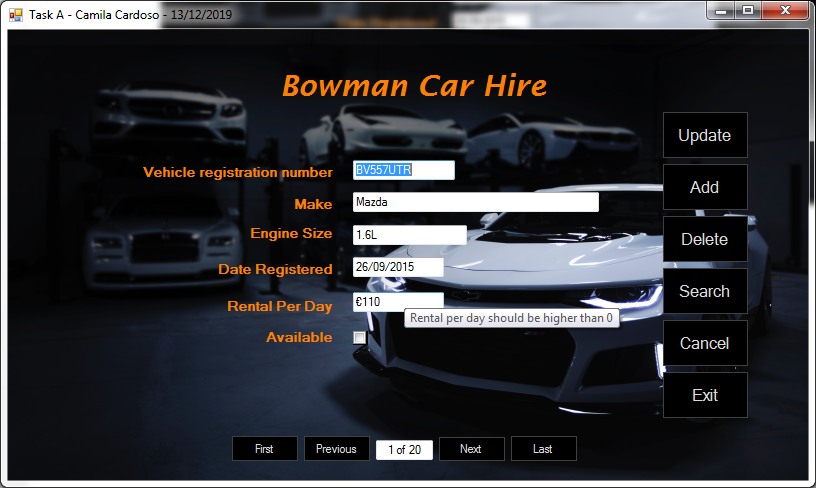 Task A - Camila Cardoso - 13/12/2019
Bowman Car Hire
Vehicle registration number BV557UTR
Make Mazda
Engine Size 1.6L
Date Registered 26/09/2015
Rental Per Day €110
Rental per day should be higher than 0
Available
Update
Add
Delete
Search
Cancel
Exit
First Previous 1 of 20 Next Last